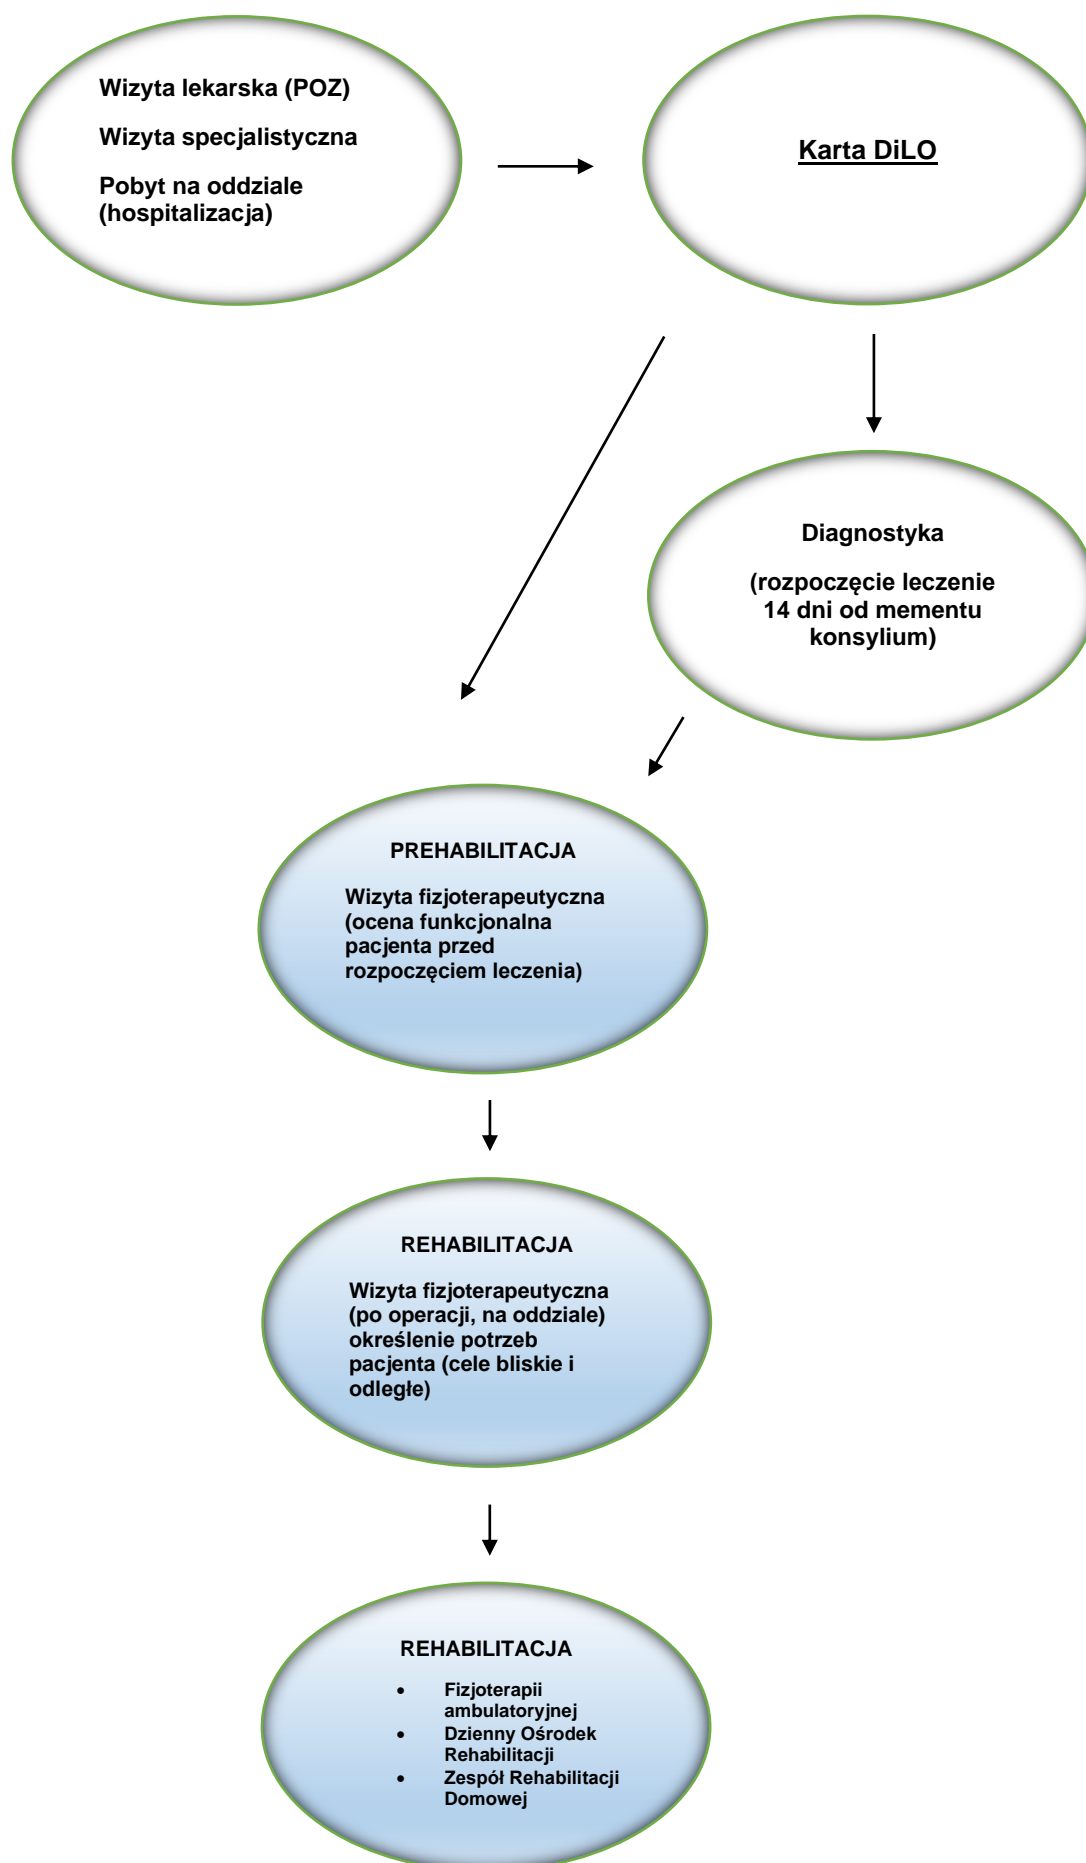 Wizyta lekarska (POZ)
Wizyta specjalistyczna
Pobyt na oddziale
(hospitalizacja)
Karta DiLO
Diagnostyka
(rozpoczęcie leczenie
14 dni od mementu
konsylium)
PREHABILITACJA
Wizyta fizjoterapeutyczna
(ocena funkcjonalna
pacjenta przed
rozpoczęciem leczenia)
REHABILITACJA
Wizyta fizjoterapeutyczna
(po operacji, na oddziale)
określenie potrzeb
pacjenta (cele bliskie i
odległe)
REHABILITACJA
• Fizjoterapii
ambulatoryjnej
• Dzienny Ośrodek
Rehabilitacji
• Zespół Rehabilitacji
Domowej